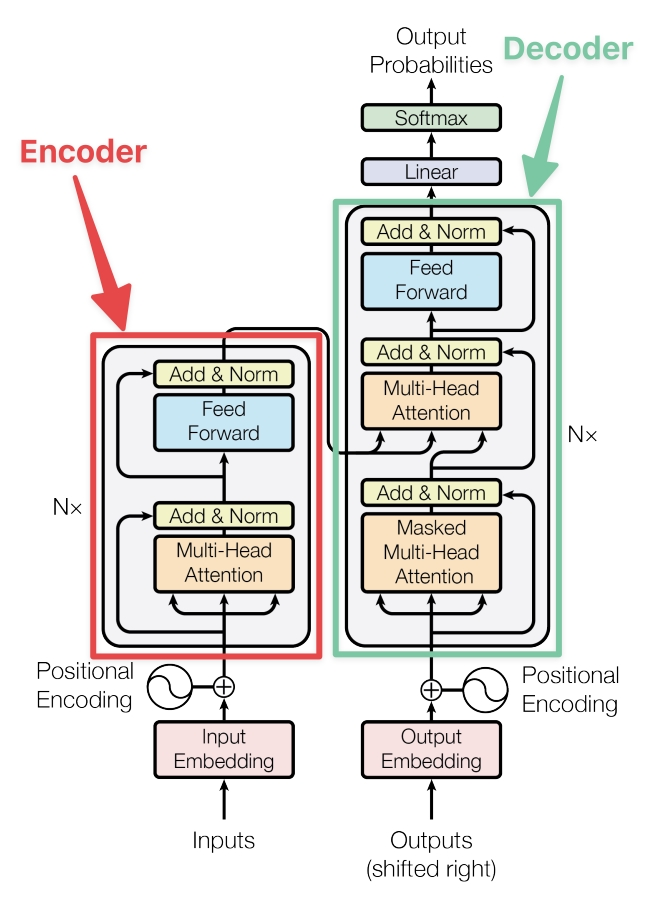 Output
Probabilities
Decoder
Softmax
Encoder
Linear
Add & Norm
Feed
Forward
Add & Norm
Multi-Head
Attention
Nx
Add & Norm
Masked
Multi-Head
Attention
Add & Norm
Feed
Forward
Nx
Add & Norm
Multi-Head
Attention
Positional
Encoding
Positional
Encoding
Input
Embedding
Output
Embedding
Inputs
Outputs
(shifted right)